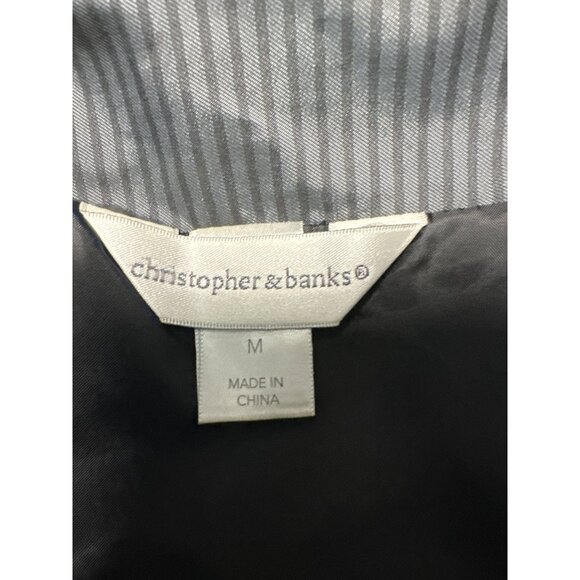 christopher & banks®
M
MADE IN
CHINA